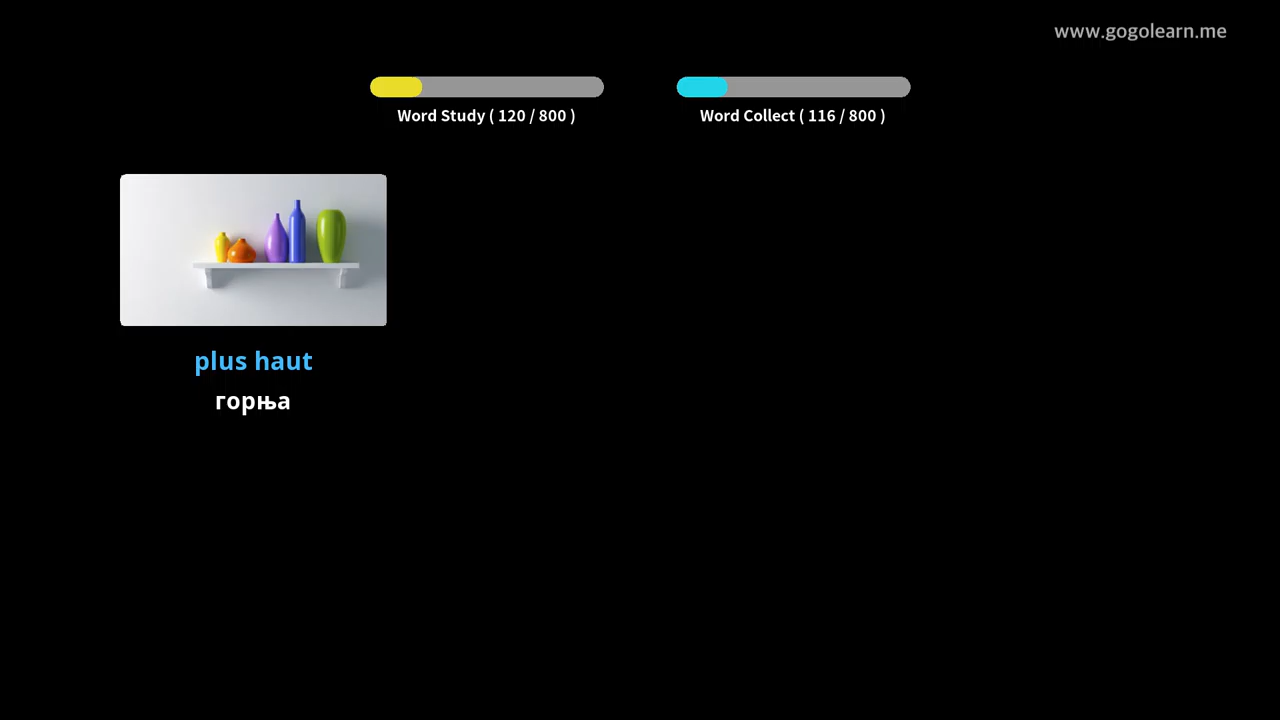 www.gogolearn.me
Word Study ( 120 / 800 )
Word Collect ( 116 / 800 )
plus haut
горња